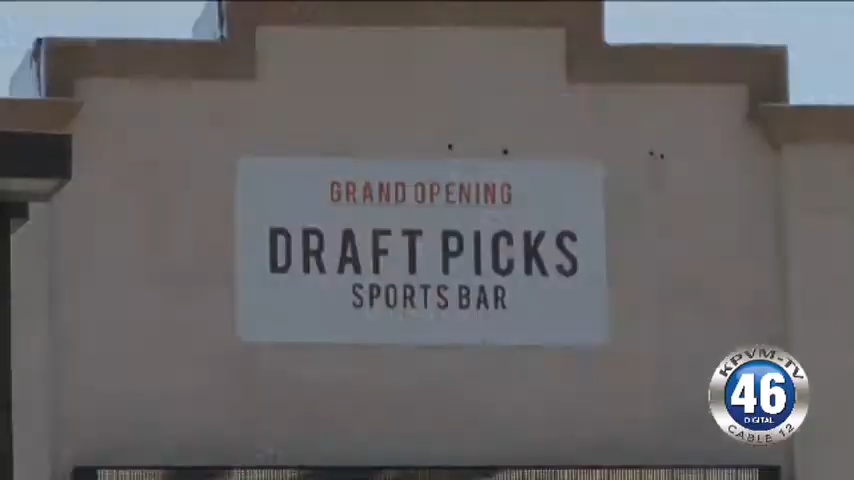 GRAND OPENING
DRAFT PICKS
SPORTS BAR
KPVM-TV
46
DIGITAL
CABLE 12